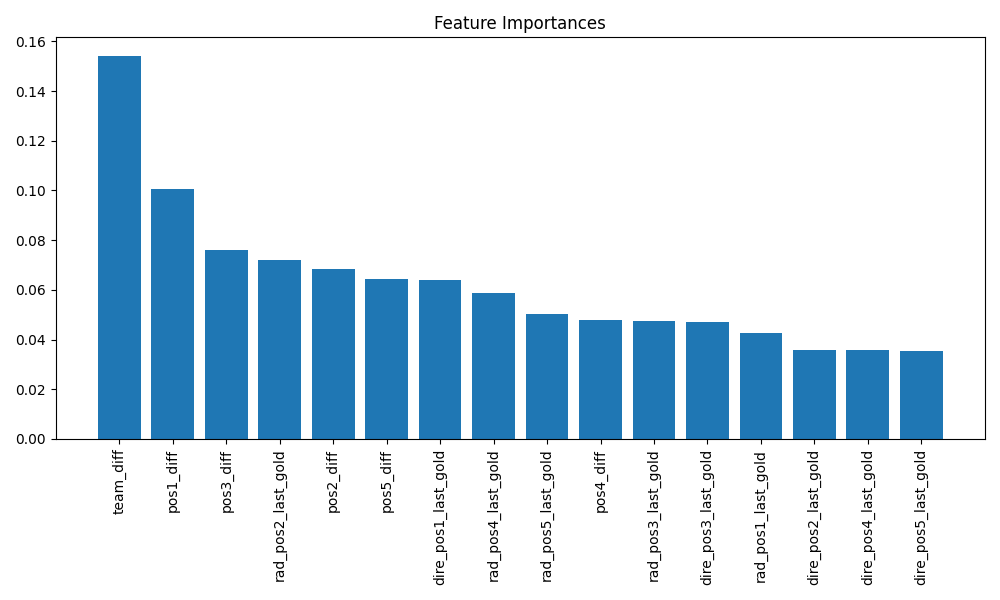 Feature Importances
0.16
0.14
0.12
0.10
0.08
0.06
0.04
0.02
0.00
team_diff
pos1_diff
pos3_diff
rad_pos2_last_gold
pos2_diff
pos5_diff
dire_pos1_last_gold
rad_pos4_last_gold
rad_pos5_last_gold
pos4_diff
rad_pos3_last_gold
dire_pos3_last_gold
rad_pos1_last_gold
dire_pos2_last_gold
dire_pos4_last_gold
dire_pos5_last_gold